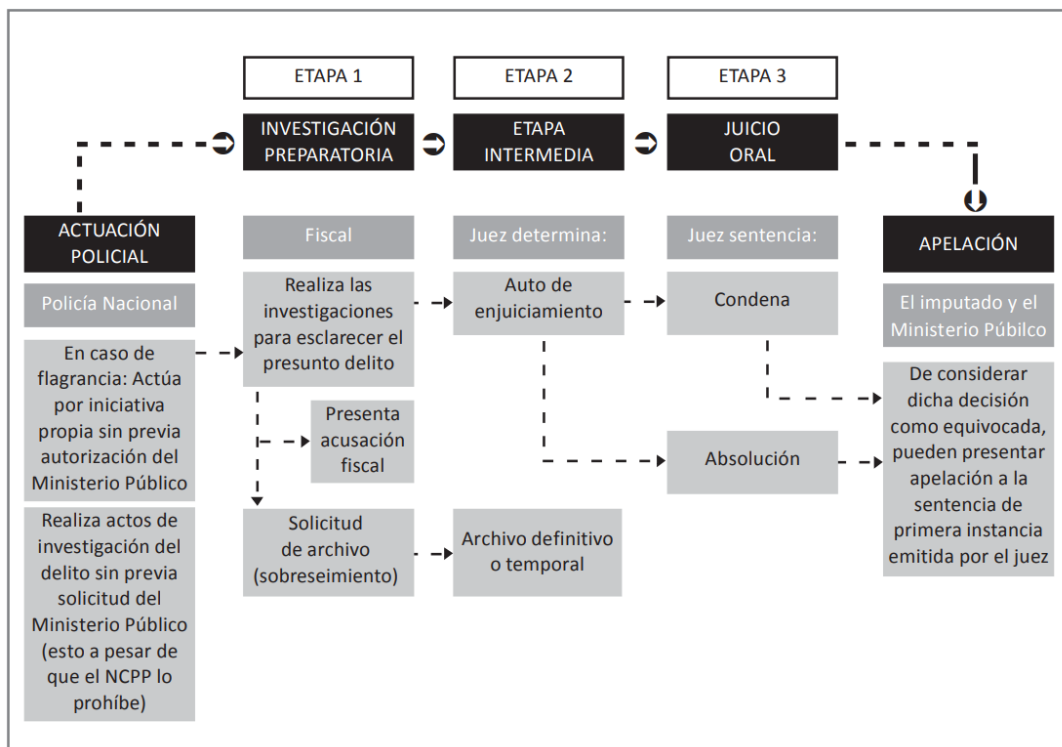 ETAPA 1
ETAPA 2
ETAPA 3
INVESTIGACIÓN
PREPARATORIA
ETAPA
INTERMEDIA
JUICIO
ORAL
ACTUACIÓN
POLICIAL
Policía Nacional
En caso de
flagrancia: Actúa
por iniciativa
propia sin previa
autorización del
Ministerio Público
Realiza actos de
investigación del
delito sin previa
solicitud del
Ministerio Público
(esto a pesar de
que el NCPP lo
prohíbe)
Fiscal
Realiza las
investigaciones
para esclarecer el
presunto delito
Presenta
acusación
fiscal
Solicitud
de archivo
(sobreseimiento)
Juez determina:
Auto de
enjuiciamiento
Archivo definitivo
o temporal
Juez sentencia:
Condena
Absolución
APELACIÓN
El imputado y el
Ministerio Púbilco
De considerar
dicha decisión
como equivocada,
pueden presentar
apelación a la
sentencia de
primera instancia
emitida por el juez